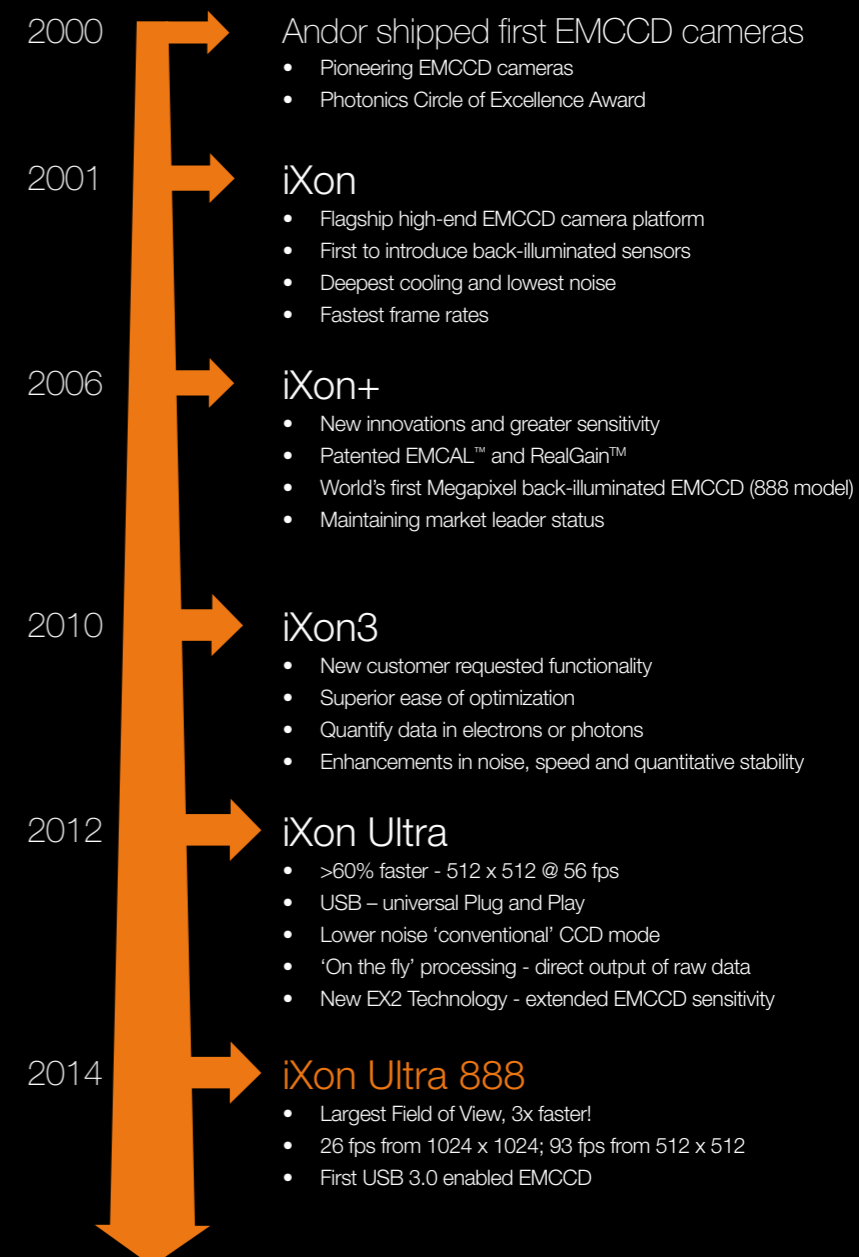 2000 Andor shipped first EMCCD cameras
• Pioneering EMCCD cameras
• Photonics Circle of Excellence Award
2001 iXon
• Flagship high-end EMCCD camera platform
• First to introduce back-illuminated sensors
• Deepest cooling and lowest noise
• Fastest frame rates
2006 iXon+
• New innovations and greater sensitivity
• Patented EMCAL™ and RealGain™
• World's first Megapixel back-illuminated EMCCD (888 model)
• Maintaining market leader status
2010 iXon3
• New customer requested functionality
• Superior ease of optimization
• Quantify data in electrons or photons
• Enhancements in noise, speed and quantitative stability
2012 iXon Ultra
• >60% faster - 512 x 512 @ 56 fps
• USB – universal Plug and Play
• Lower noise ‘conventional’ CCD mode
• ‘On the fly’ processing - direct output of raw data
• New EX2 Technology - extended EMCCD sensitivity
2014 iXon Ultra 888
• Largest Field of View, 3x faster!
• 26 fps from 1024 x 1024; 93 fps from 512 x 512
• First USB 3.0 enabled EMCCD